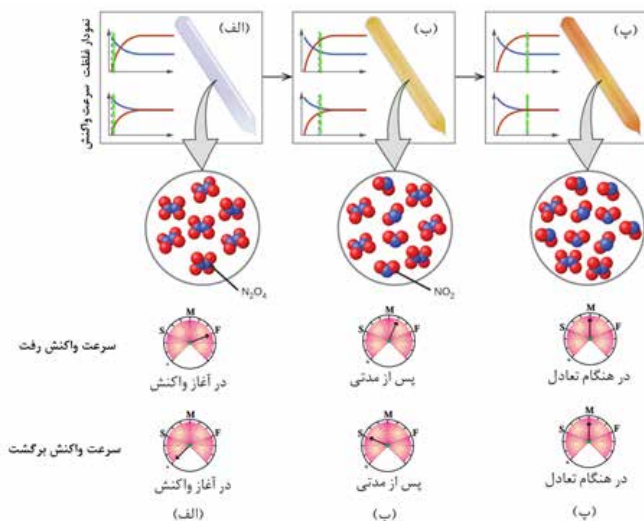 نمودار غلظت
سرعت واکنش
(الف)
(ب)
(پ)
N₂O₄
NO₂
سرعت واکنش رفت
S M F
در آغاز واکنش
S M F
پس از مدتی
S M F
در هنگام تعادل
سرعت واکنش برگشت
S M F
در آغاز واکنش
S M F
پس از مدتی
S M F
در هنگام تعادل
(الف)
(ب)
(پ)